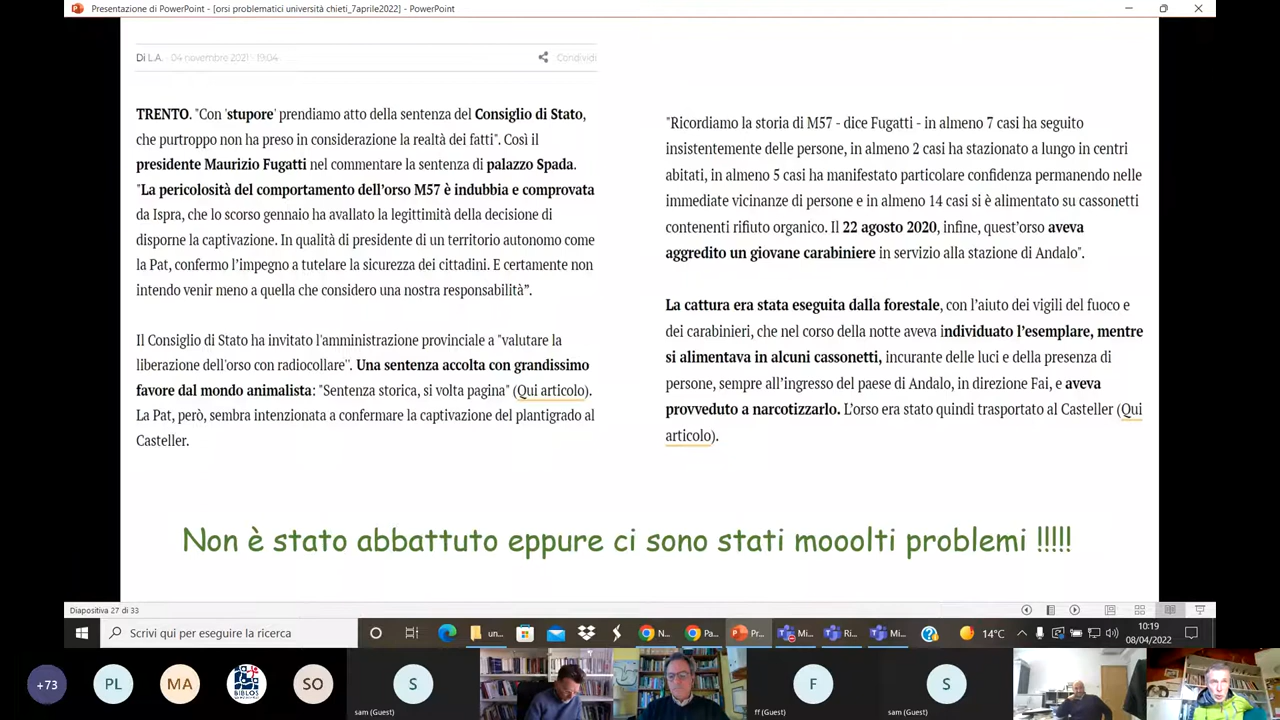 Presentazione di PowerPoint - [orsi problematici università chieti_7aprile2022] - PowerPoint
Di L.A. - 04 novembre 2021 - 19:04
Condividi
TRENTO. "Con 'stupore' prendiamo atto della sentenza del Consiglio di Stato,
che purtroppo non ha preso in considerazione la realtà dei fatti". Così il
presidente Maurizio Fugatti nel commentare la sentenza di palazzo Spada.
"La pericolosità del comportamento dell'orso M57 è indubbia e comprovata
da Ispra, che lo scorso gennaio ha avallato la legittimità della decisione di
disporne la captivazione. In qualità di presidente di un territorio autonomo come
la Pat, confermo l'impegno a tutelare la sicurezza dei cittadini. E certamente non
intendo venir meno a quella che considero una nostra responsabilità”.
Il Consiglio di Stato ha invitato l'amministrazione provinciale a "valutare la
liberazione dell'orso con radiocollare''. Una sentenza accolta con grandissimo
favore dal mondo animalista: "Sentenza storica, si volta pagina" (Qui articolo).
La Pat, però, sembra intenzionata a confermare la captivazione del plantigrado al
Casteller.
"Ricordiamo la storia di M57 - dice Fugatti - in almeno 7 casi ha seguito
insistentemente delle persone, in almeno 2 casi ha stazionato a lungo in centri
abitati, in almeno 5 casi ha manifestato particolare confidenza permanendo nelle
immediate vicinanze di persone e in almeno 14 casi si è alimentato su cassonetti
contenenti rifiuto organico. Il 22 agosto 2020, infine, quest'orso aveva
aggredito un giovane carabiniere in servizio alla stazione di Andalo".
La cattura era stata eseguita dalla forestale, con l'aiuto dei vigili del fuoco e
dei carabinieri, che nel corso della notte aveva individuato l'esemplare, mentre
si alimentava in alcuni cassonetti, incurante delle luci e della presenza di
persone, sempre all'ingresso del paese di Andalo, in direzione Fai, e aveva
provveduto a narcotizzarlo. L'orso era stato quindi trasportato al Casteller (Qui
articolo).
Non è stato abbattuto eppure ci sono stati mooolti problemi !!!!!
Diapositiva 27 di 33
Scrivi qui per eseguire la ricerca
un...
N...
Pa...
Pr...
Mi...
Ri...
Mi...
14°C
10:19
08/04/2022
+73
PL
MA
BIBLOS
SO
S
sam (Guest)
F
ff (Guest)
S
sam (Guest)